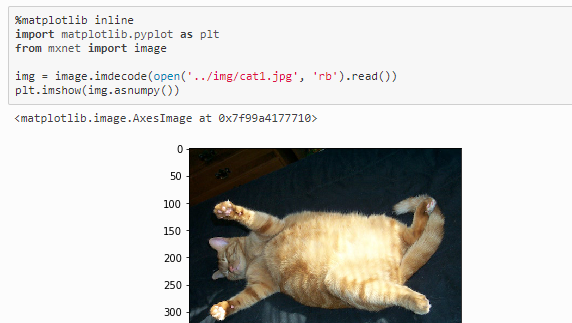 %matplotlib inline
import matplotlib.pyplot as plt
from mxnet import image
img = image.imdecode(open('../img/cat1.jpg', 'rb').read())
plt.imshow(img.asnumpy())
<matplotlib.image.AxesImage at 0x7f99a4177710>
0
50
100
150
200
250
300